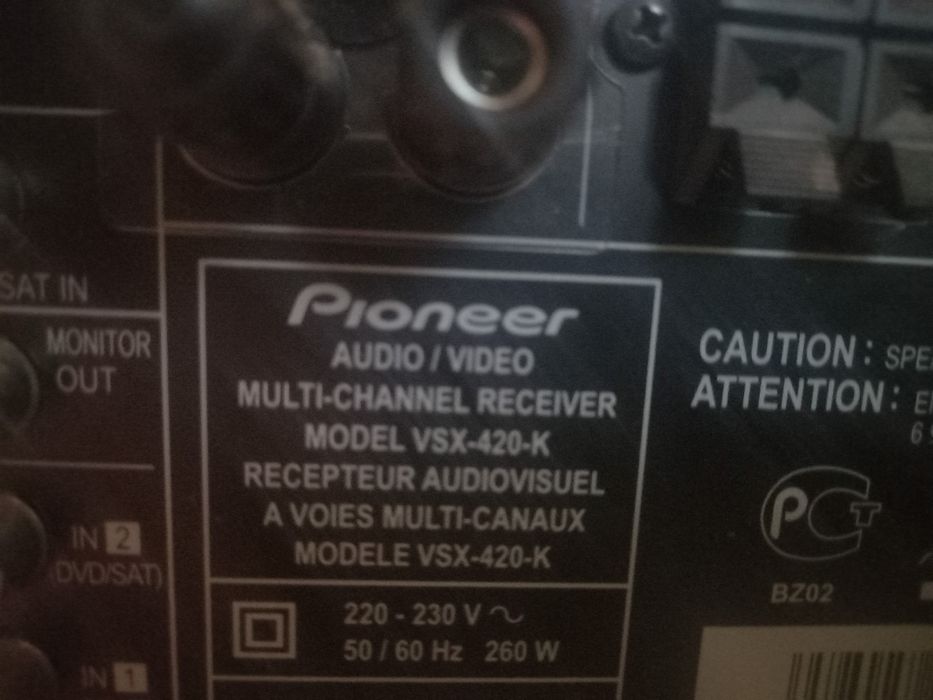 SAT IN
MONITOR
OUT
IN 2
(DVD/SAT)
IN 1
Pioneer
AUDIO / VIDEO
MULTI-CHANNEL RECEIVER
MODEL VSX-420-K
RECEPTEUR AUDIOVISUEL
A VOIES MULTI-CANAUX
MODELE VSX-420-K
220 - 230 V ~
50 / 60 Hz 260 W
CAUTION :
ATTENTION :
BZ02